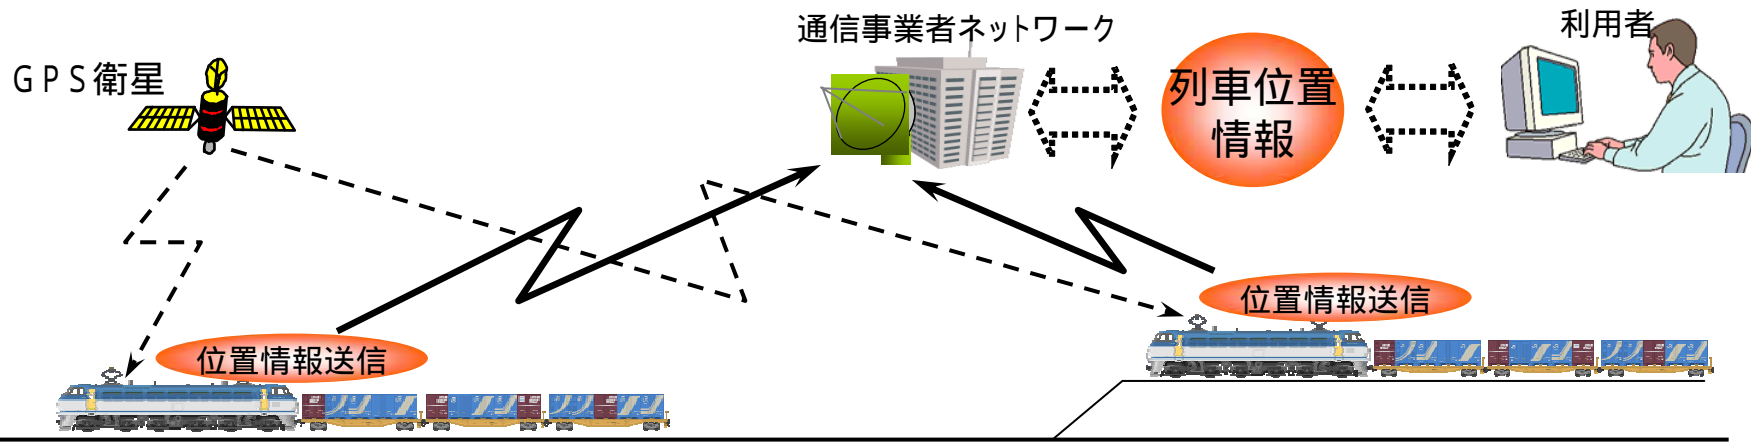 通信事業者ネットワーク
利用者
GPS衛星
列車位置
情報
位置情報送信
位置情報送信